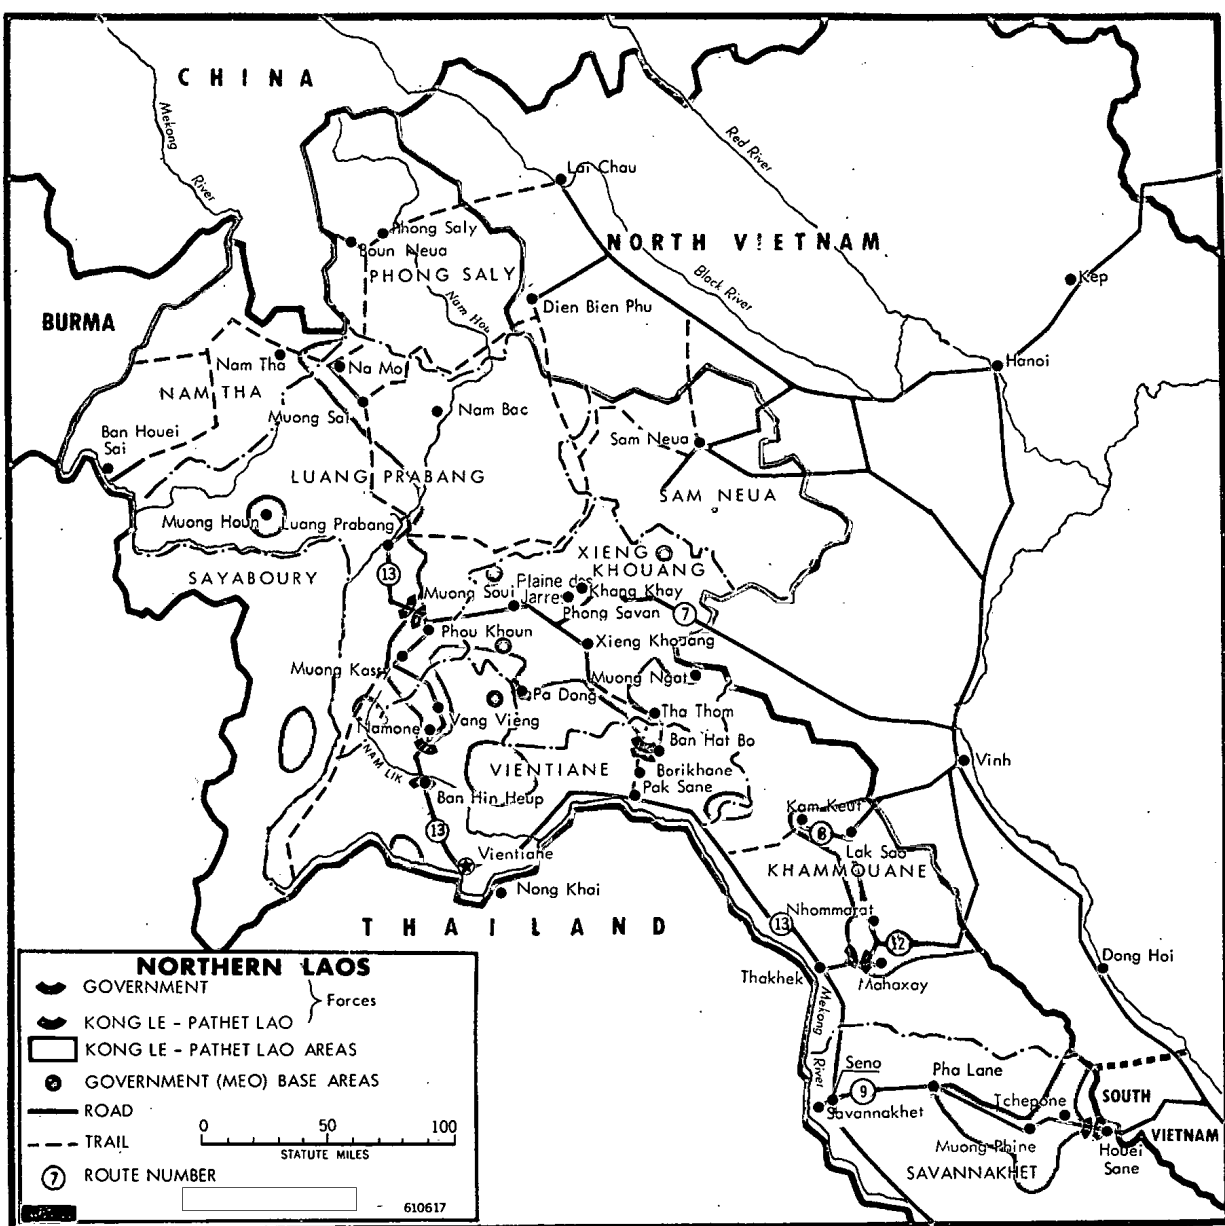 CHINA
Mekong
River
Red River
Lai Chau
NORTH VIETNAM
Phong Saly
Boun Neua
PHONG SALY
Black River
Kep
BURMA
Nam Hou
Dien Bien Phu
Nam Tha
Na Mo
Hanoi
NAM THA
Muong Sai
Nam Bac
Ban Houei
Sai
Sam Neua
LUANG PRABANG
SAM NEUA
Muong Houn
Luang Prabang
XIENG
KHOUANG
SAYABOURY
13
Muong Soui
Plaine des
Jarres
Khang Khay
Phong Savan
7
Phou Khoun
Xieng Khouang
Muong Kassy
Muong Ngat
Pa Dong
Tha Thom
Namone
Vang Vieng
Ban Hat Bo
NAM LIK
VIENTIANE
Borikhane
Vinh
Ban Hin Heup
Pak Sane
Kam Keut
13
8
Lak Sao
Vientiane
KHAMMOUANE
Nong Khai
THAILAND
Nhommarat
13
12
Thakhek
Mahaxay
Dong Hoi
Mekong
River
Seno
Pha Lane
9
Savannakhet
Tchepone
SOUTH
VIETNAM
Muong Phine
Houei
Sane
SAVANNAKHET
NORTHERN LAOS
GOVERNMENT
KONG LE - PATHET LAO
Forces
KONG LE - PATHET LAO AREAS
GOVERNMENT (MEO) BASE AREAS
ROAD
0 50 100
STATUTE MILES
TRAIL
7 ROUTE NUMBER
610617